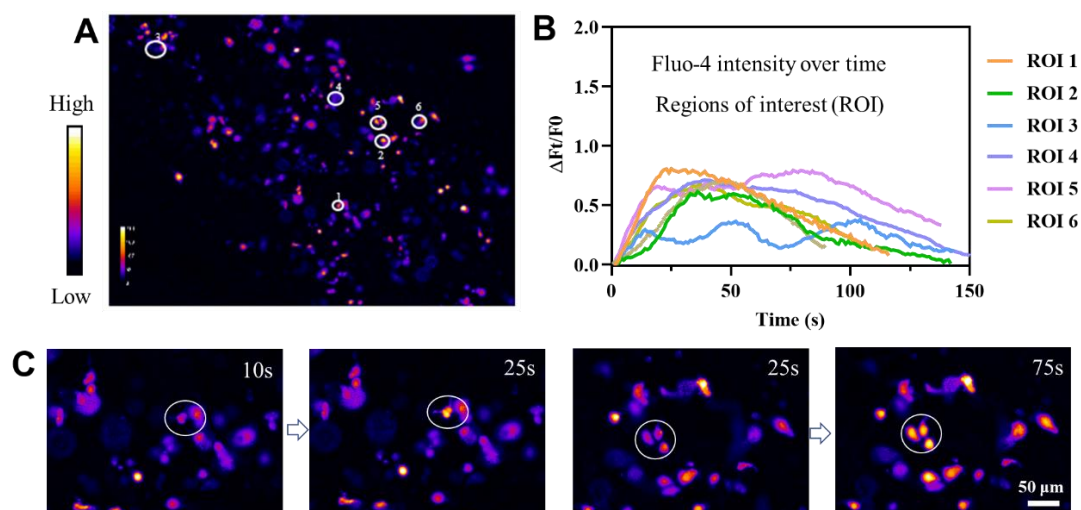 A
High
Low
3
4
5
6
2
1
B
ΔFt/F0
2.0
1.5
1.0
0.5
0.0
Fluo-4 intensity over time
Regions of interest (ROI)
0
50
100
150
Time (s)
ROI 1
ROI 2
ROI 3
ROI 4
ROI 5
ROI 6
C
10s
25s
25s
75s
50 μm